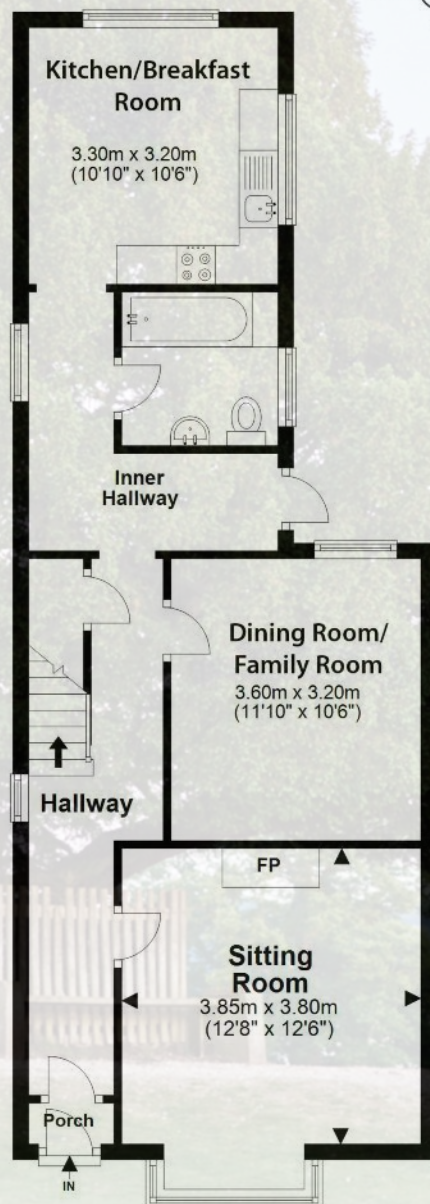 Kitchen/Breakfast
Room
3.30m x 3.20m
(10'10" x 10'6")
Inner
Hallway
Dining Room/
Family Room
3.60m x 3.20m
(11'10" x 10'6")
Hallway
FP
Sitting
Room
3.85m x 3.80m
(12'8" x 12'6")
Porch
IN